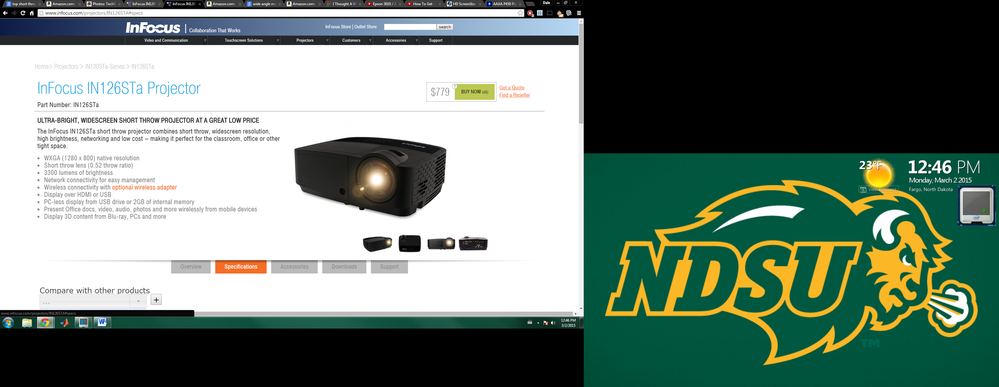 top short throw
Amazon.com:
Photos: TechD
InFocus IN126
InFocus IN126
Amazon.com:
wide angle ma
Amazon.com:
I Thought A W
Epson 3010 / 2
How To Get -
HD ScreenStar
AAXA P450 Pic
Dale
www.infocus.com/projectors/IN126STA#specs
2
off
InFocus | Collaboration That Works
InFocus Store | Outlet Store
search
Video and Communication
Touchscreen Solutions
Projectors
Customers
Accessories
Support
Home> Projectors > IN120STa-Series > IN126STa
InFocus IN126STa Projector
$779
?
BUY NOW (US)
Get a Quote
Find a Reseller
Part Number: IN126STa
ULTRA-BRIGHT, WIDESCREEN SHORT THROW PROJECTOR AT A GREAT LOW PRICE
The InFocus IN126STa short throw projector combines short throw, widescreen resolution,
high brightness, networking and low cost – making it perfect for the classroom, office or other
tight space.
• WXGA (1280 x 800) native resolution
• Short throw lens (0.52 throw ratio)
• 3300 lumens of brightness
• Network connectivity for easy management
• Wireless connectivity with optional wireless adapter
• Display over HDMI or USB
• PC-less display from USB drive or 2GB of internal memory
• Present Office docs, video, audio, photos and more wirelessly from mobile devices
• Display 3D content from Blu-ray, PCs and more
InFocus
Overview
Specifications
Accessories
Downloads
Support
Compare with other products
...
+
www.infocus.com/projectors/IN126STA#specs
12:46 PM
3/2/2015
23°F
view forecast
15
12:46 PM
Monday, March 2 2015
Fargo, North Dakota
intel
NDSU
TM